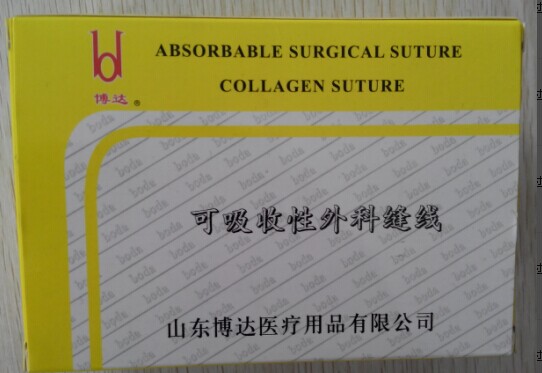 ABSORBABLE SURGICAL SUTURE
COLLAGEN SUTURE
博达®
可吸收性外科缝线
山东博达医疗用品有限公司
boda